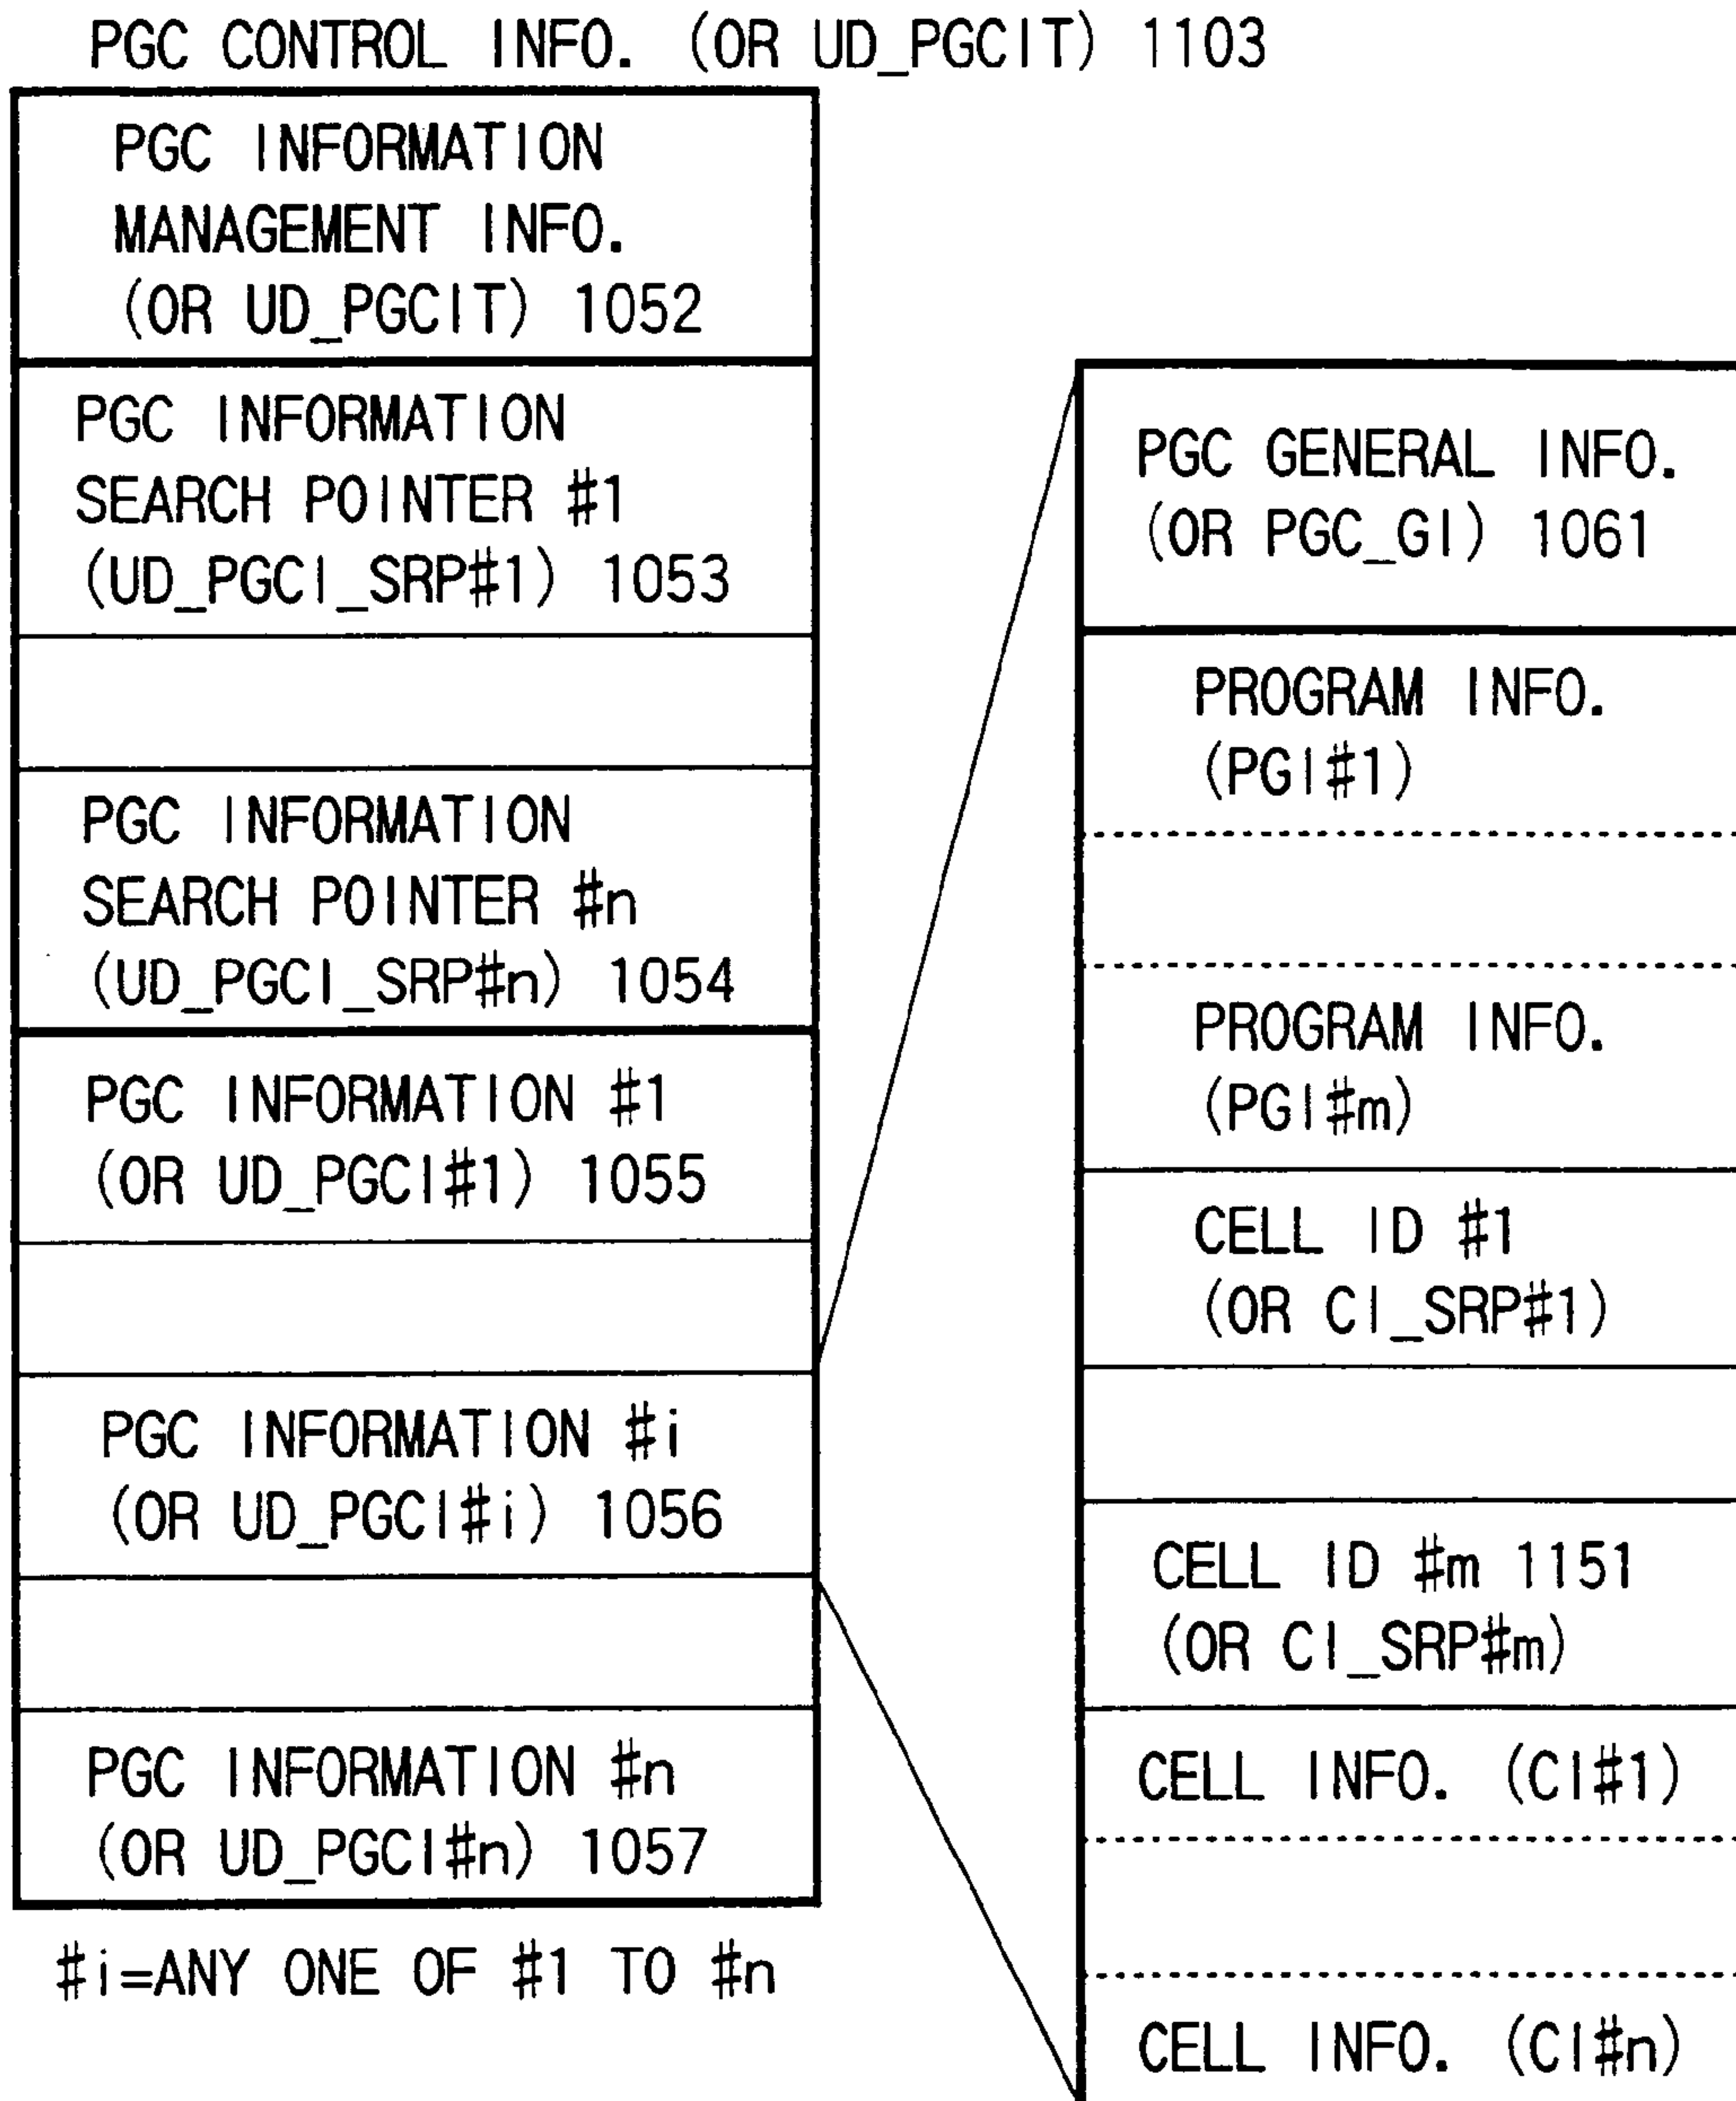 PGC CONTROL INFO. (OR UD_PGCIT) 1103
PGC INFORMATION
MANAGEMENT INFO.
(OR UD_PGCIT) 1052
PGC INFORMATION
SEARCH POINTER #1
(UD_PGCI_SRP#1) 1053
PGC INFORMATION
SEARCH POINTER #n
(UD_PGCI_SRP#n) 1054
PGC INFORMATION #1
(OR UD_PGCI#1) 1055
PGC INFORMATION #i
(OR UD_PGCI#i) 1056
PGC INFORMATION #n
(OR UD_PGCI#n) 1057
#i=ANY ONE OF #1 TO #n
PGC GENERAL INFO.
(OR PGC_GI) 1061
PROGRAM INFO.
(PGI#1)
PROGRAM INFO.
(PGI#m)
CELL ID #1
(OR CI_SRP#1)
CELL ID #m 1151
(OR CI_SRP#m)
CELL INFO. (CI#1)
CELL INFO. (CI#n)